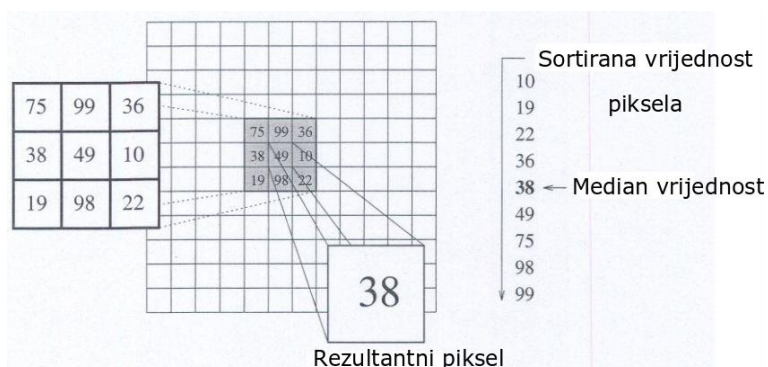 75 99 36
38 49 10
19 98 22
75 99 36
38 49 10
19 98 22
38
Rezultantni piksel
Sortirana vrijednost
piksela
10
19
22
36
38 Median vrijednost
49
75
98
99